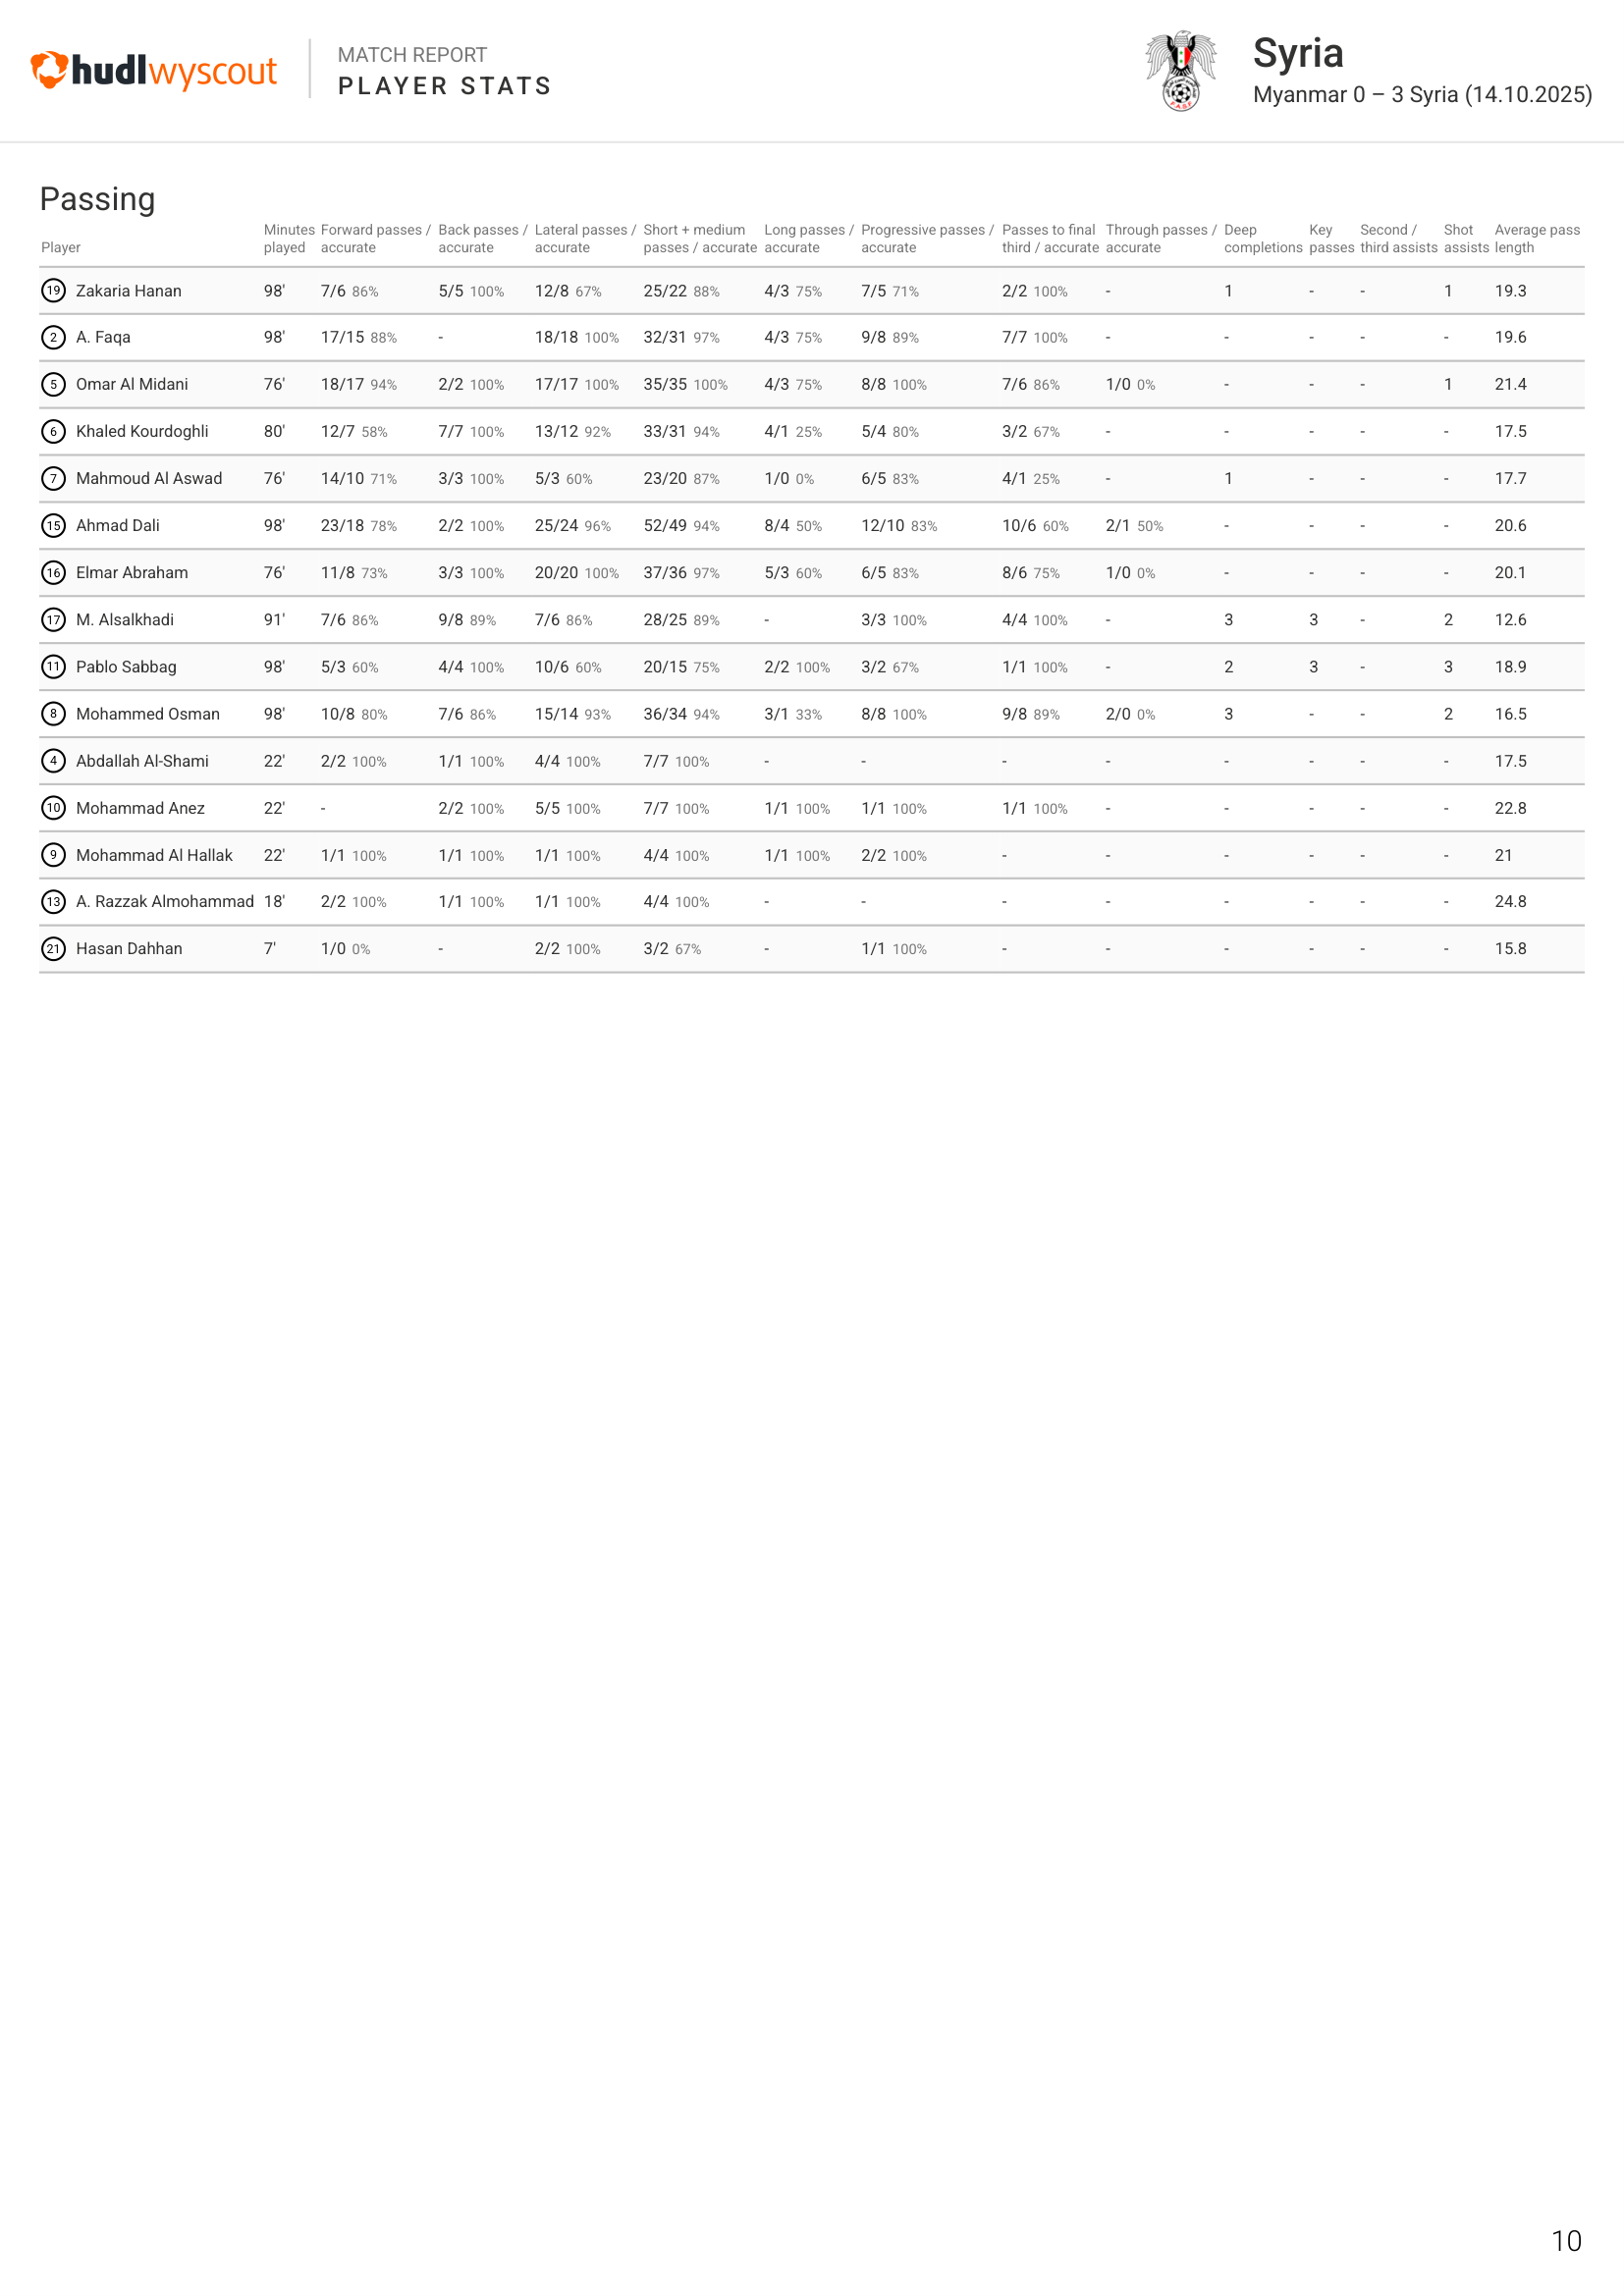 hudl wyscout
MATCH REPORT
PLAYER STATS
Syria
Myanmar 0 – 3 Syria (14.10.2025)
Passing
Player Minutes played Forward passes / accurate Back passes / accurate Lateral passes / accurate Short + medium passes / accurate Long passes / accurate Progressive passes / accurate Passes to final third / accurate Through passes / accurate Deep completions Key passes Second / third assists Shot assists Average pass length
19 Zakaria Hanan 98' 7/6 86% 5/5 100% 12/8 67% 25/22 88% 4/3 75% 7/5 71% 2/2 100% - 1 - - 1 19.3
2 A. Faqa 98' 17/15 88% - 18/18 100% 32/31 97% 4/3 75% 9/8 89% 7/7 100% - - - - - 19.6
5 Omar Al Midani 76' 18/17 94% 2/2 100% 17/17 100% 35/35 100% 4/3 75% 8/8 100% 7/6 86% 1/0 0% - - - 1 21.4
6 Khaled Kourdoghli 80' 12/7 58% 7/7 100% 13/12 92% 33/31 94% 4/1 25% 5/4 80% 3/2 67% - - - - - 17.5
7 Mahmoud Al Aswad 76' 14/10 71% 3/3 100% 5/3 60% 23/20 87% 1/0 0% 6/5 83% 4/1 25% - 1 - - - 17.7
15 Ahmad Dali 98' 23/18 78% 2/2 100% 25/24 96% 52/49 94% 8/4 50% 12/10 83% 10/6 60% 2/1 50% - - - - 20.6
16 Elmar Abraham 76' 11/8 73% 3/3 100% 20/20 100% 37/36 97% 5/3 60% 6/5 83% 8/6 75% 1/0 0% - - - - 20.1
17 M. Alsalkhadi 91' 7/6 86% 9/8 89% 7/6 86% 28/25 89% - 3/3 100% 4/4 100% - 3 3 - 2 12.6
11 Pablo Sabbag 98' 5/3 60% 4/4 100% 10/6 60% 20/15 75% 2/2 100% 3/2 67% 1/1 100% - 2 3 - 3 18.9
8 Mohammed Osman 98' 10/8 80% 7/6 86% 15/14 93% 36/34 94% 3/1 33% 8/8 100% 9/8 89% 2/0 0% 3 - - 2 16.5
4 Abdallah Al-Shami 22' 2/2 100% 1/1 100% 4/4 100% 7/7 100% - - - - - - - - 17.5
10 Mohammad Anez 22' - 2/2 100% 5/5 100% 7/7 100% 1/1 100% 1/1 100% 1/1 100% - - - - - 22.8
9 Mohammad Al Hallak 22' 1/1 100% 1/1 100% 1/1 100% 4/4 100% 1/1 100% 2/2 100% - - - - - - 21
13 A. Razzak Almohammad 18' 2/2 100% 1/1 100% 1/1 100% 4/4 100% - - - - - - - - 24.8
21 Hasan Dahhan 7' 1/0 0% - 2/2 100% 3/2 67% - 1/1 100% - - - - - - 15.8
10